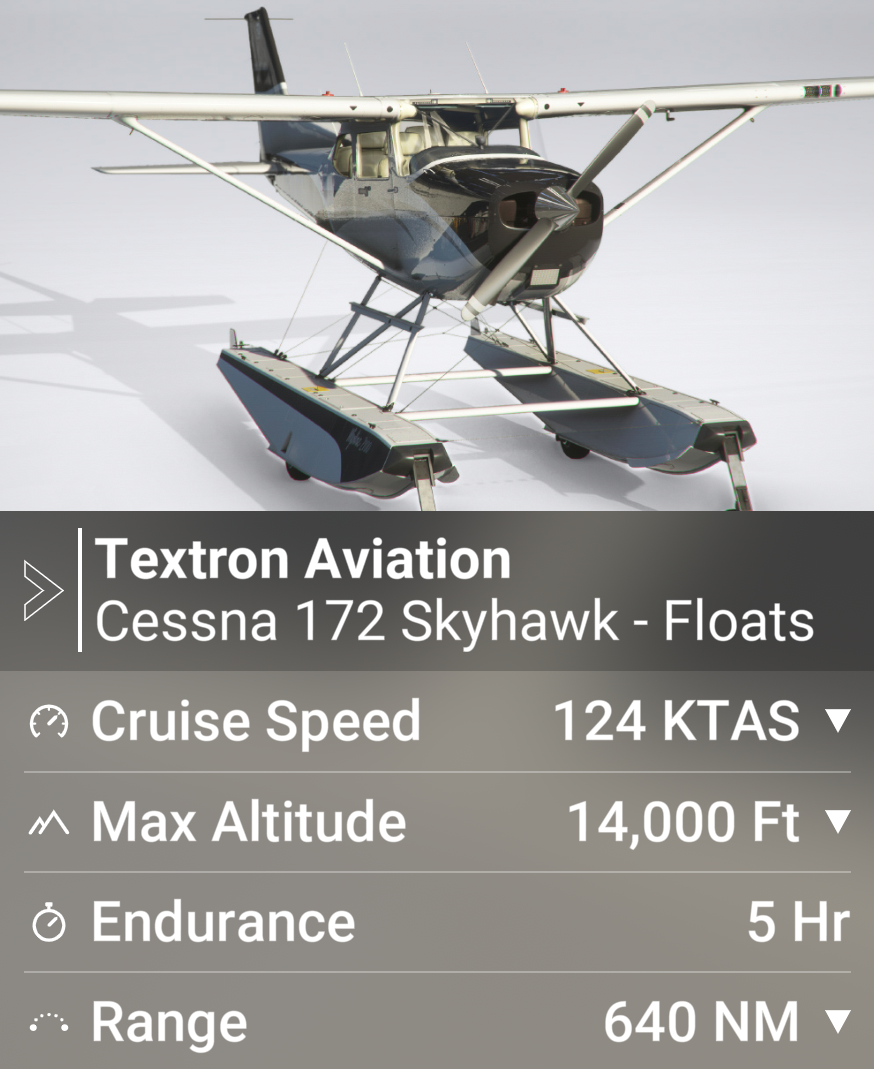 Textron Aviation
Cessna 172 Skyhawk - Floats
Cruise Speed 124 KTAS
Max Altitude 14,000 Ft
Endurance 5 Hr
Range 640 NM